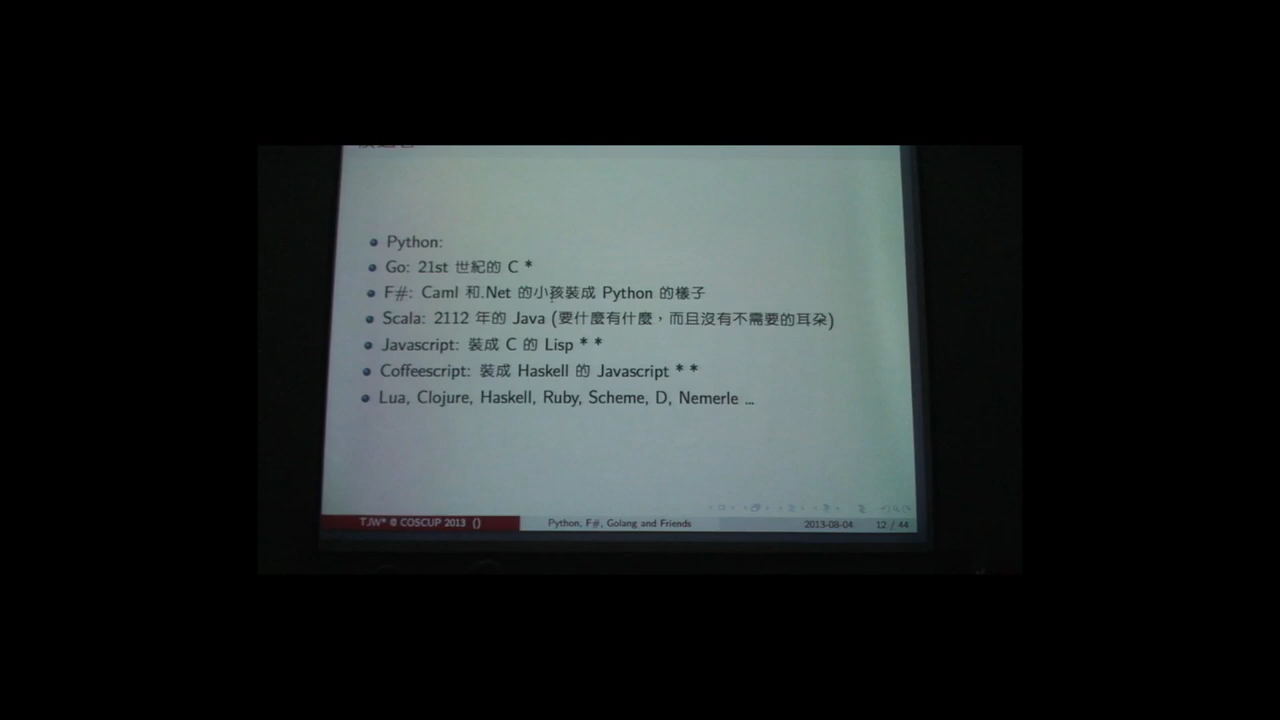 Python:
Go: 21st 世紀的 C *
F#: Caml 和.Net 的小孩裝成 Python 的樣子
Scala: 2112 年的 Java (要什麼有什麼，而且沒有不需要的耳朵)
Javascript: 裝成 C 的 Lisp * *
Coffeescript: 裝成 Haskell 的 Javascript * *
Lua, Clojure, Haskell, Ruby, Scheme, D, Nemerle ...
TJW* @ COSCUP 2013 () Python, F#, Golang and Friends 2013-08-04 12 / 44